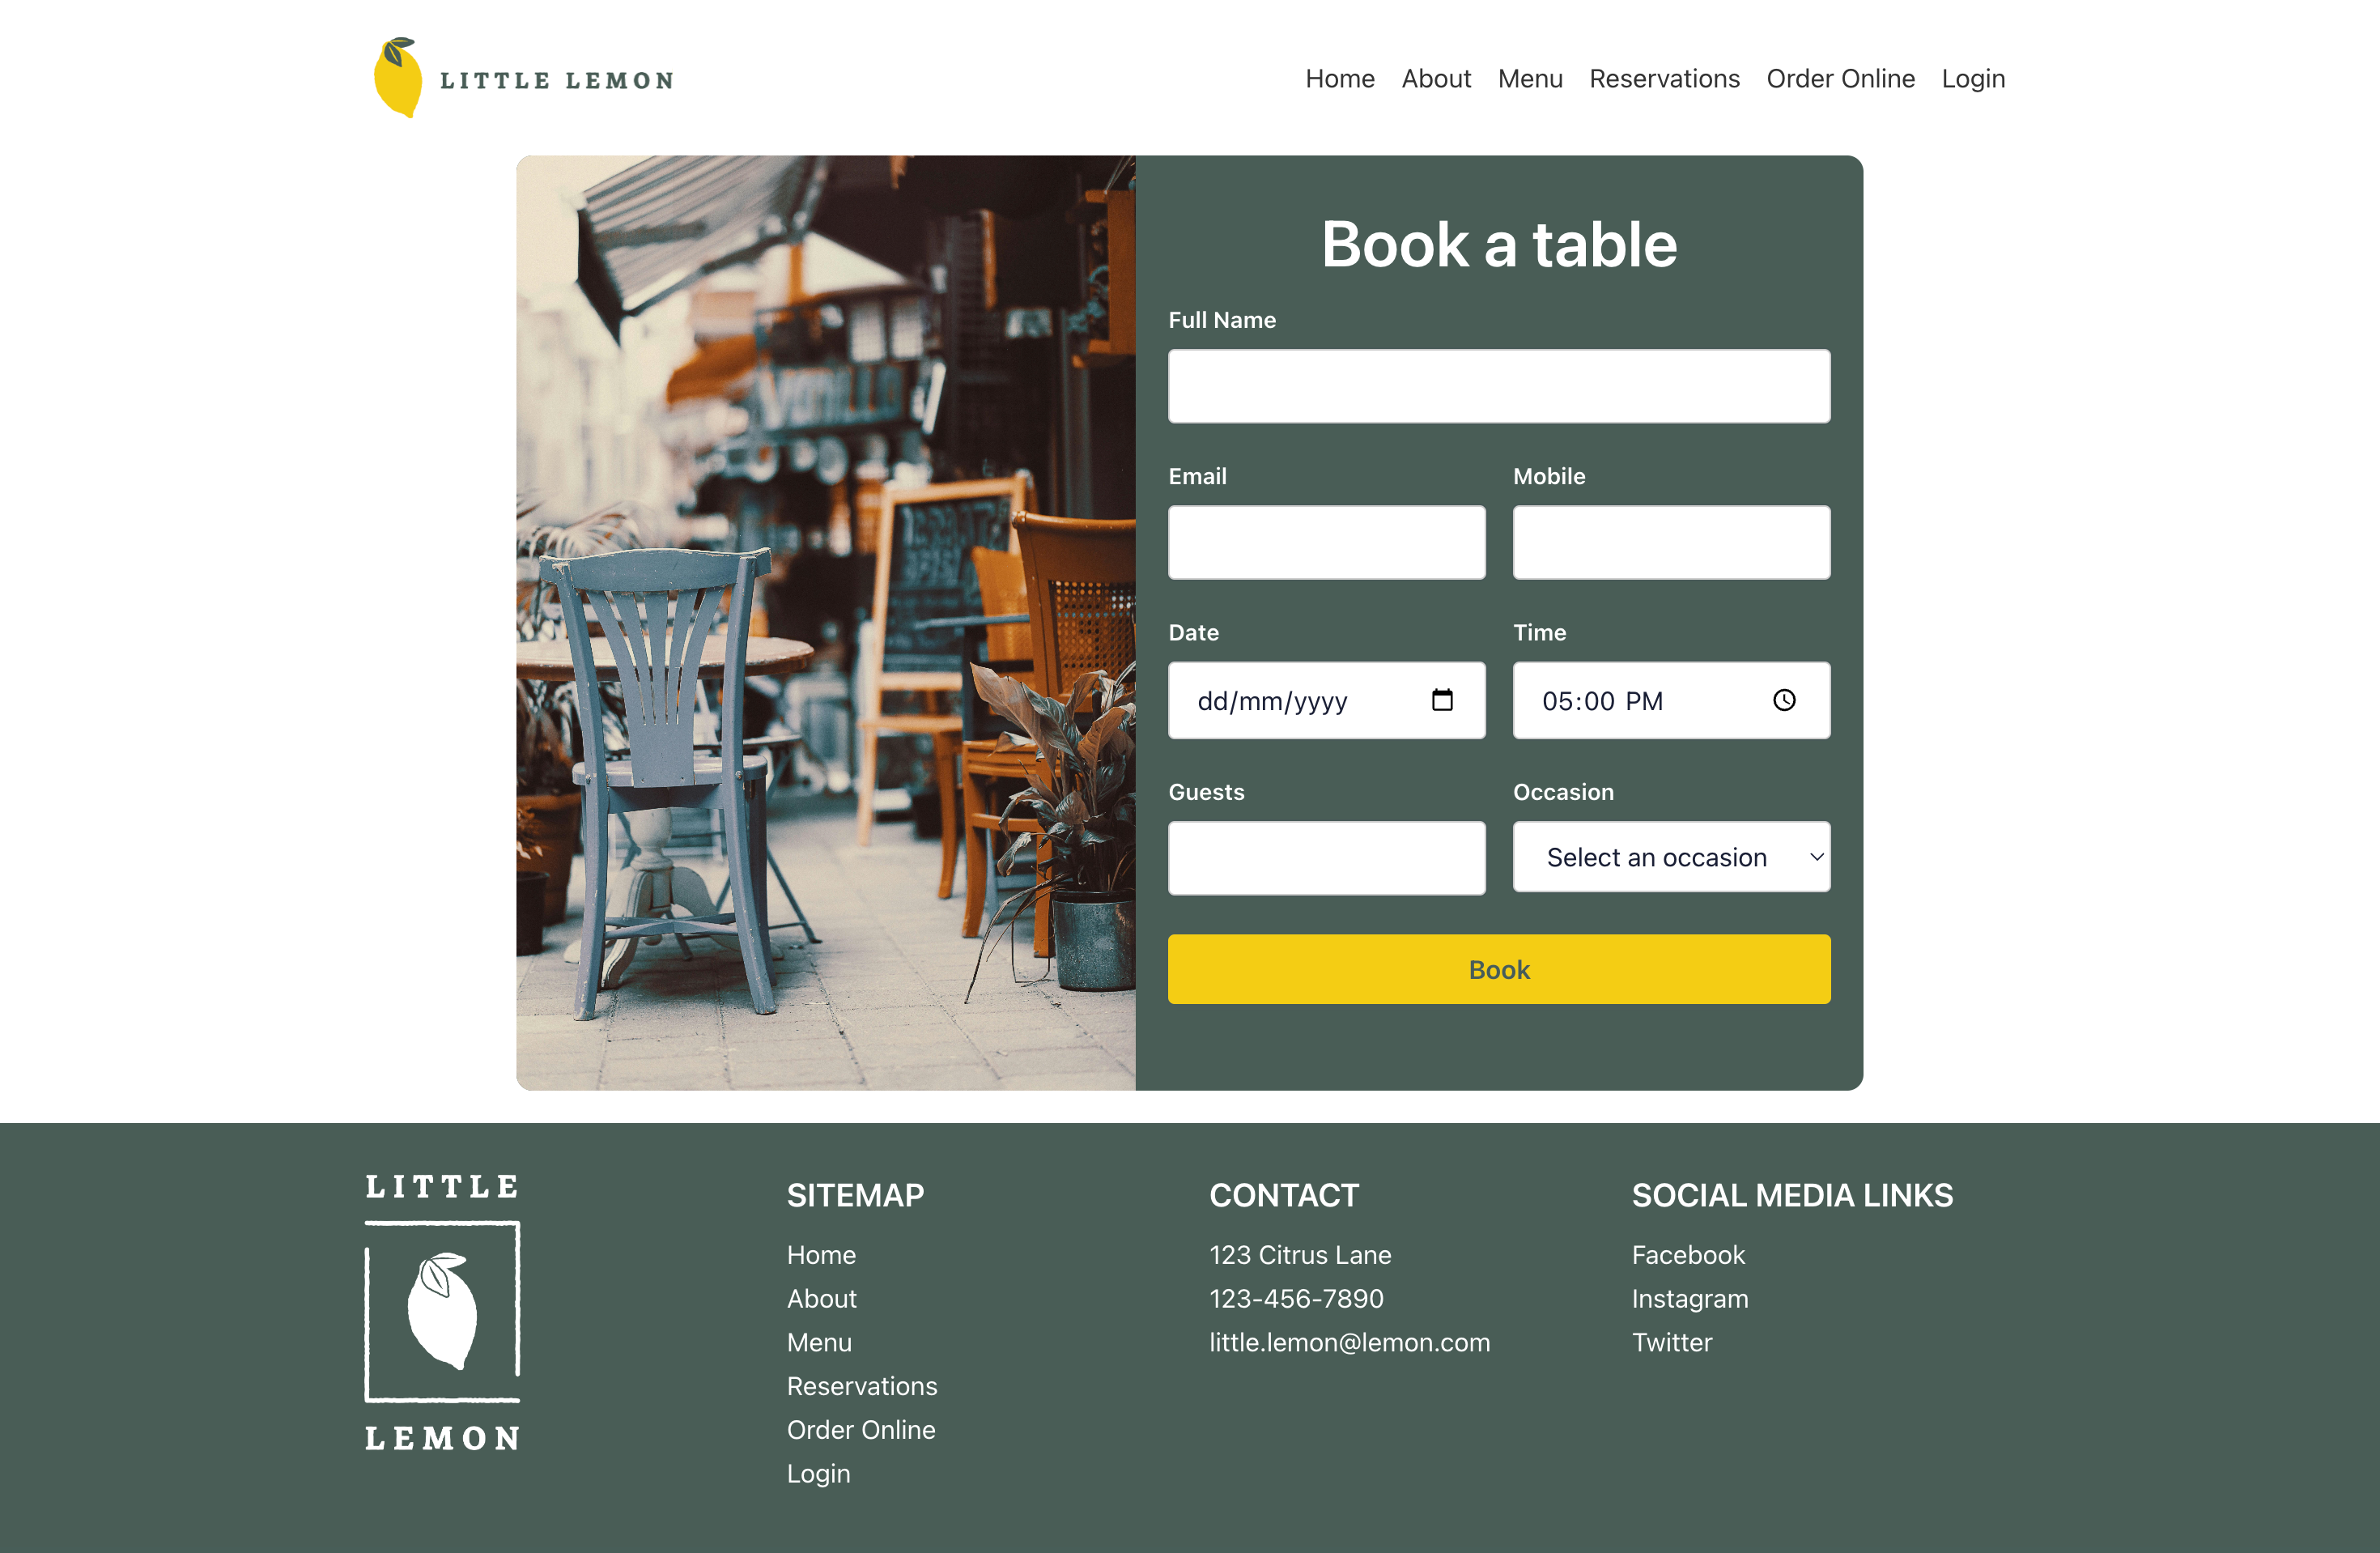 LITTLE LEMON
Home About Menu Reservations Order Online Login
Book a table
Full Name
Email Mobile
Date Time
dd/mm/yyyy 05:00 PM
Guests Occasion
Select an occasion
Book
LITTLE
LEMON
SITEMAP
Home
About
Menu
Reservations
Order Online
Login
CONTACT
123 Citrus Lane
123-456-7890
little.lemon@lemon.com
SOCIAL MEDIA LINKS
Facebook
Instagram
Twitter